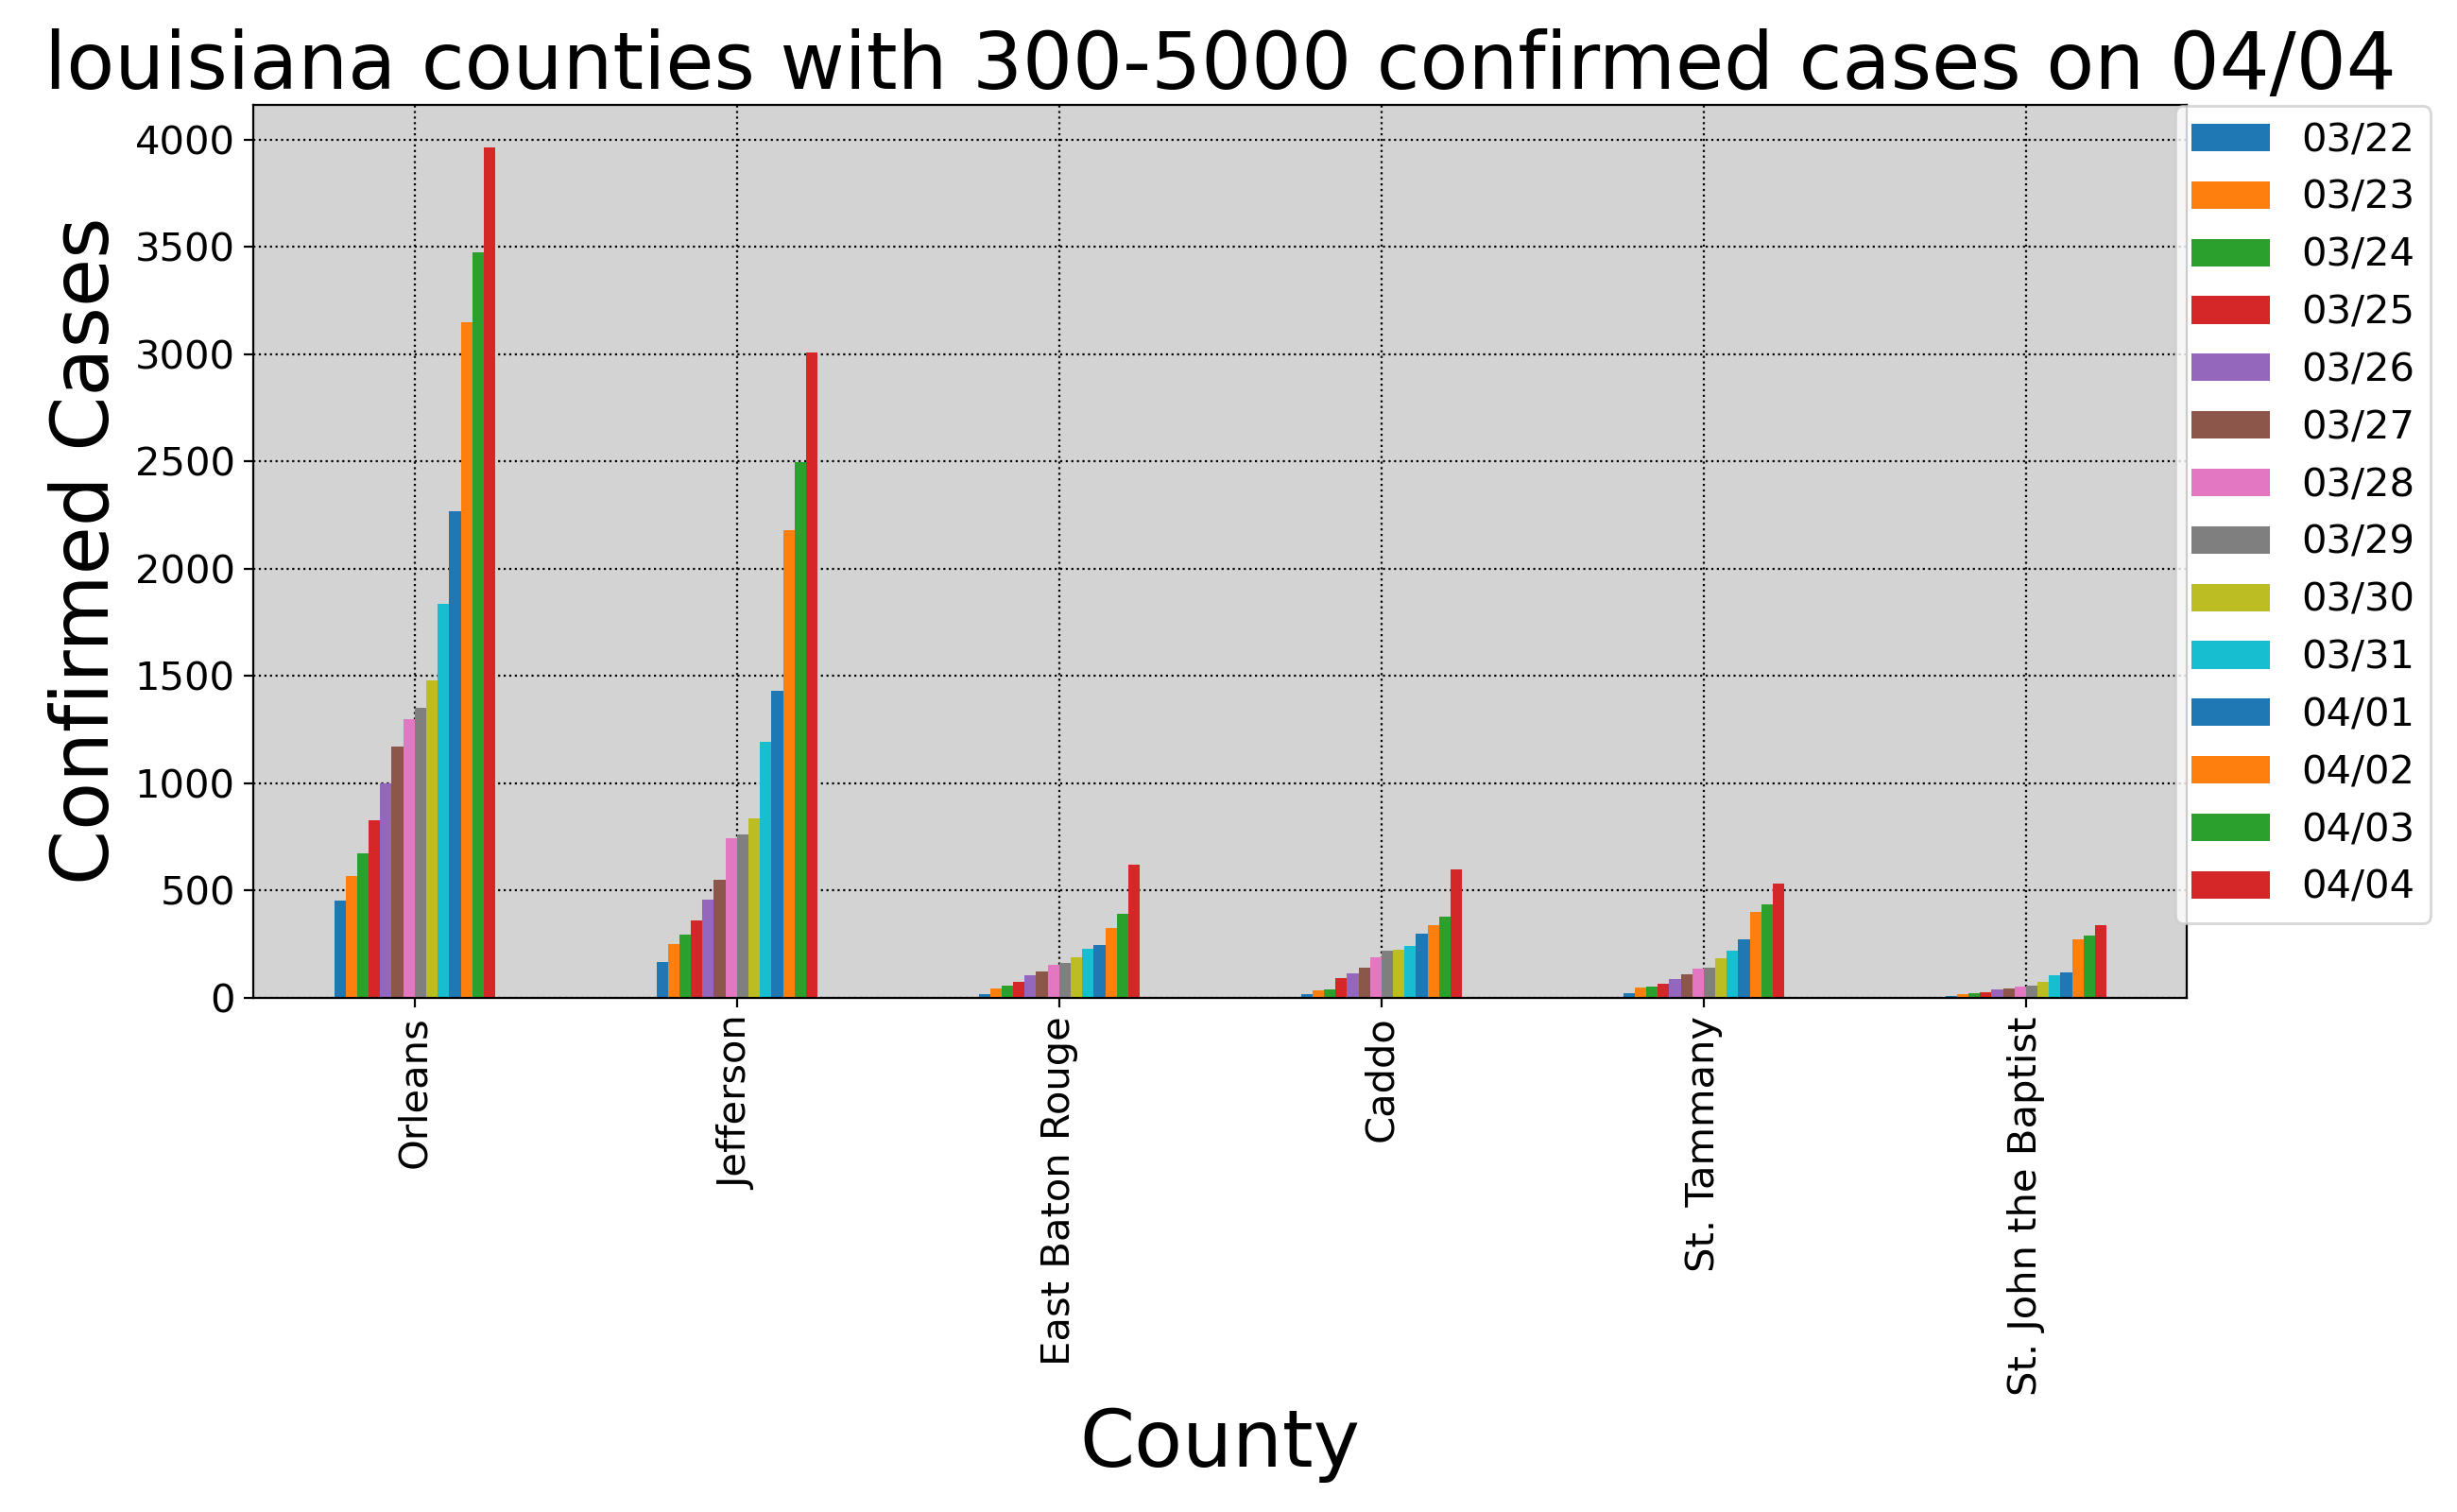 louisiana counties with 300-5000 confirmed cases on 04/04
Confirmed Cases
4000
3500
3000
2500
2000
1500
1000
500
0
03/22
03/23
03/24
03/25
03/26
03/27
03/28
03/29
03/30
03/31
04/01
04/02
04/03
04/04
Orleans
Jefferson
East Baton Rouge
Caddo
St. Tammany
St. John the Baptist
County